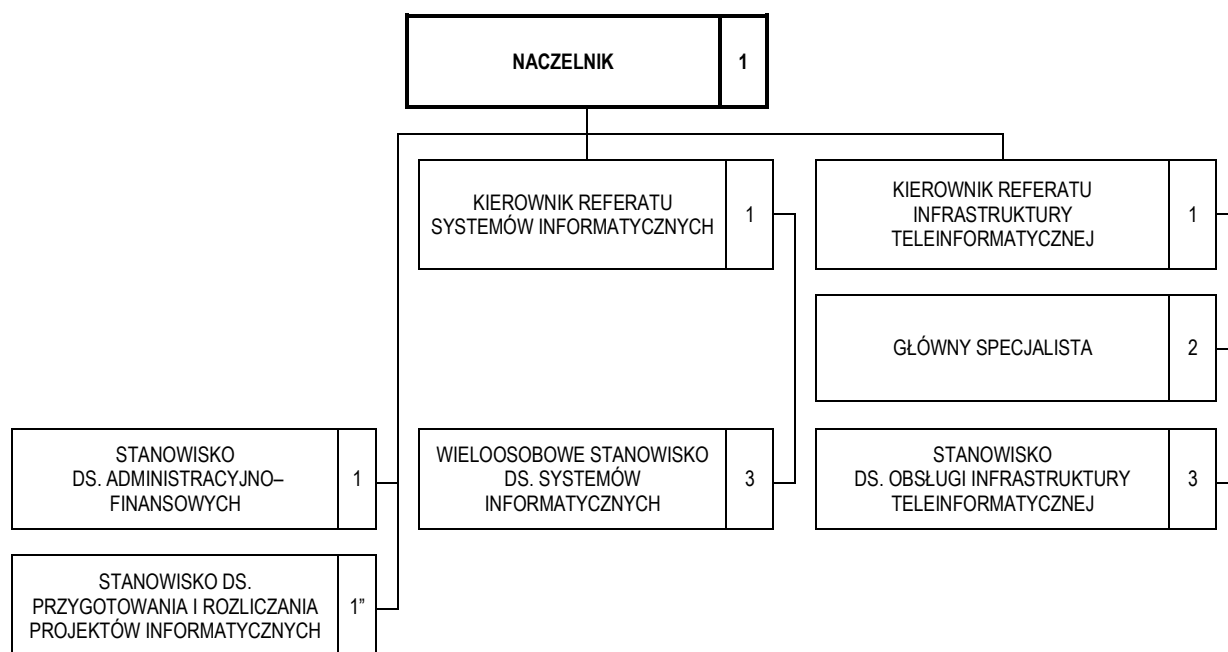 NACZELNIK 1
KIEROWNIK REFERATU
SYSTEMÓW INFORMATYCZNYCH
1
KIEROWNIK REFERATU
INFRASTRUKTURY
TELEINFORMATYCZNEJ
1
GŁÓWNY SPECJALISTA 2
STANOWISKO
DS. ADMINISTRACYJNO–
FINANSOWYCH
1
WIELOOSOBOWE STANOWISKO
DS. SYSTEMÓW
INFORMATYCZNYCH
3
STANOWISKO
DS. OBSŁUGI INFRASTRUKTURY
TELEINFORMATYCZNEJ
3
STANOWISKO DS.
PRZYGOTOWANIA I ROZLICZANIA
PROJEKTÓW INFORMATYCZNYCH
1”